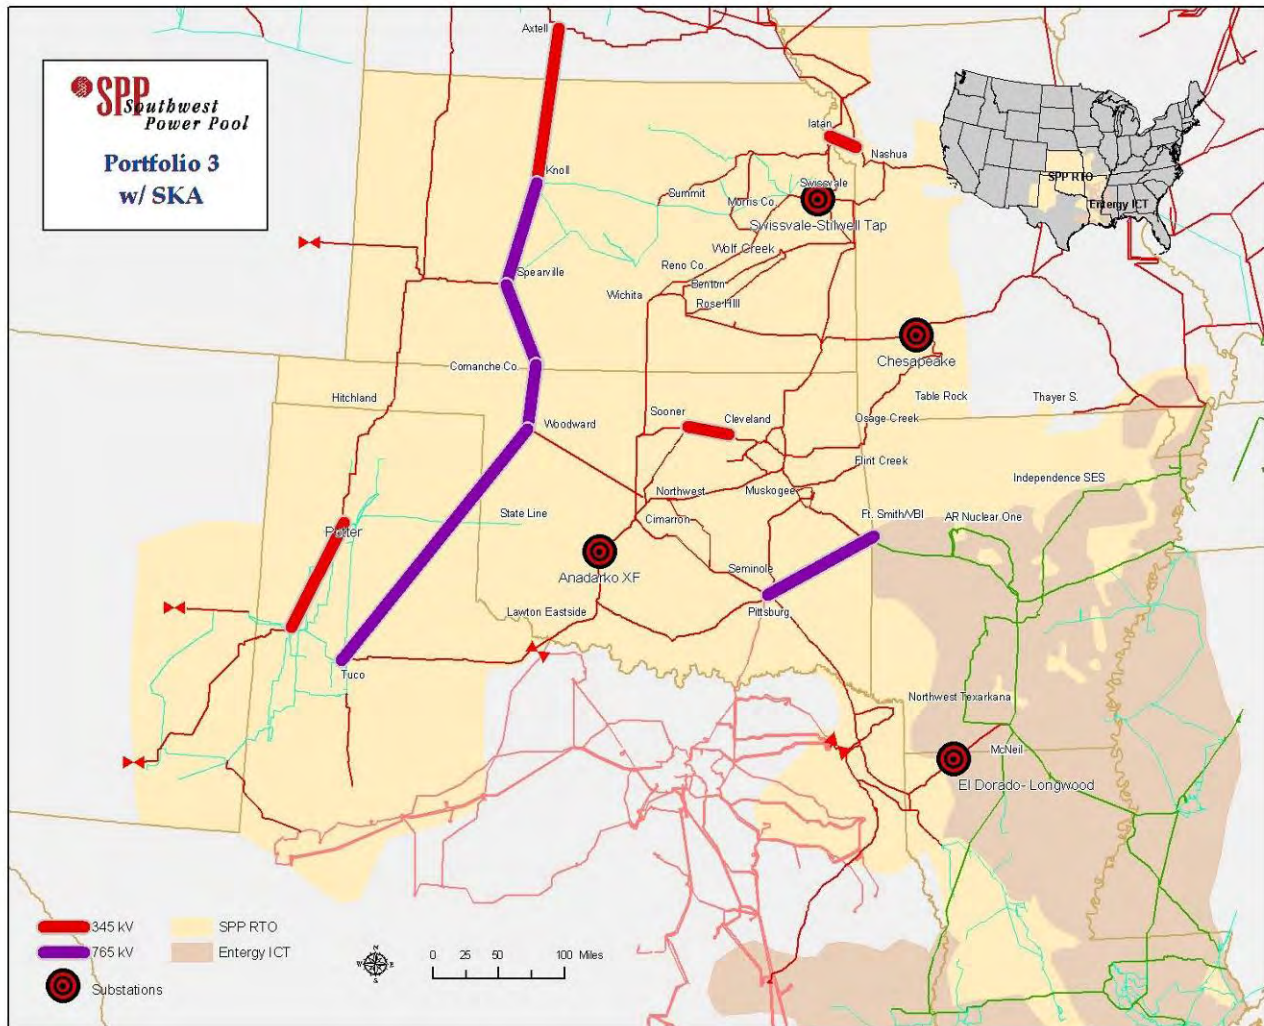 Axtell
SPP
Southwest
Power Pool
Portfolio 3
w/ SKA
Iatan
Nashua
Knoll
Summit
Swissvale
Morris Co.
Swissvale-Stilwell Tap
SPP RTO
Entergy ICT
Wolf Creek
Reno Co.
Spearville
Benton
Wichita
Rose Hill
Chesapeake
Comanche Co.
Hitchland
Table Rock
Thayer S.
Sooner
Cleveland
Osage Creek
Woodward
Flint Creek
Independence SES
Northwest
Muskogee
State Line
Cimarron
Ft. Smith/VBI
AR Nuclear One
Potter
Anadarko XF
Seminole
Lawton Eastside
Pittsburg
Tuco
Northwest Texarkana
McNeil
El Dorado- Longwood
345 kV
SPP RTO
765 kV
Entergy ICT
Substations
N
W
E
S
0
50
100 Miles